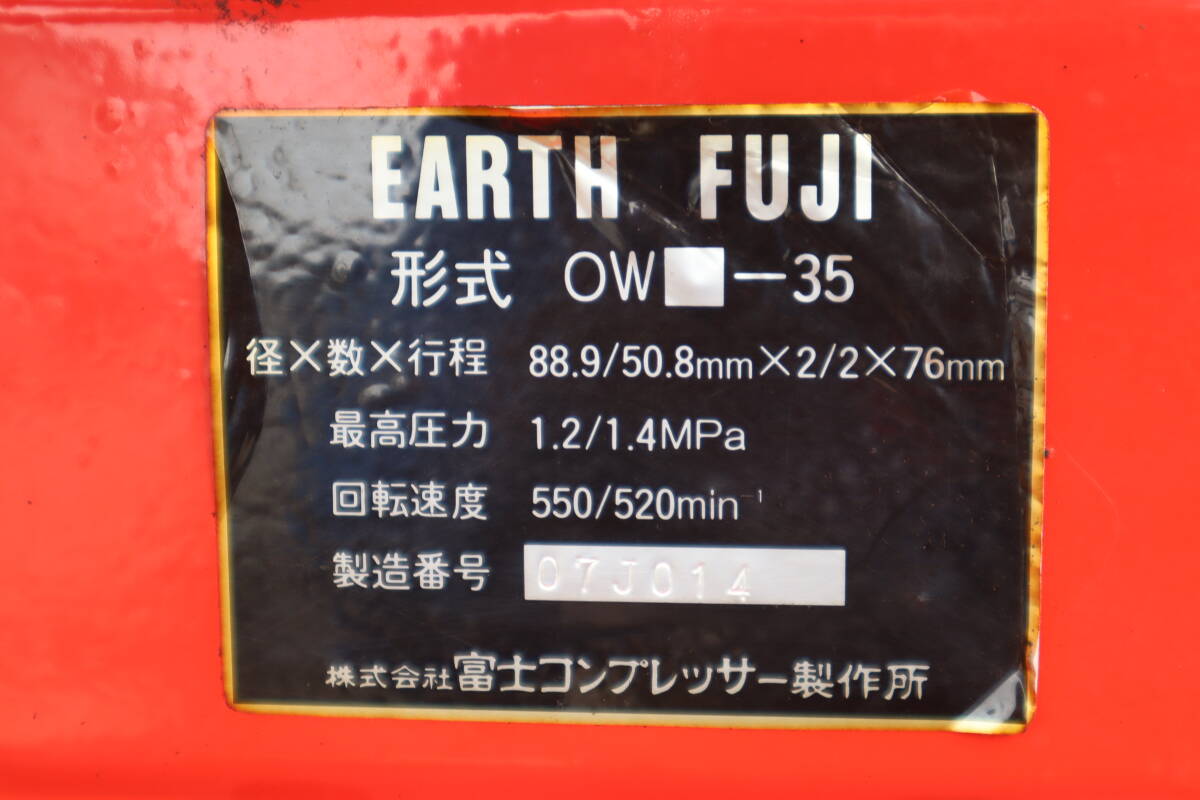 EARTH FUJI
形式 OW□-35
径×数×行程 88.9/50.8mm×2/2×76mm
最高圧力 1.2/1.4MPa
回転速度 550/520min⁻¹
製造番号 07J014
株式会社富士コンプレッサー製作所